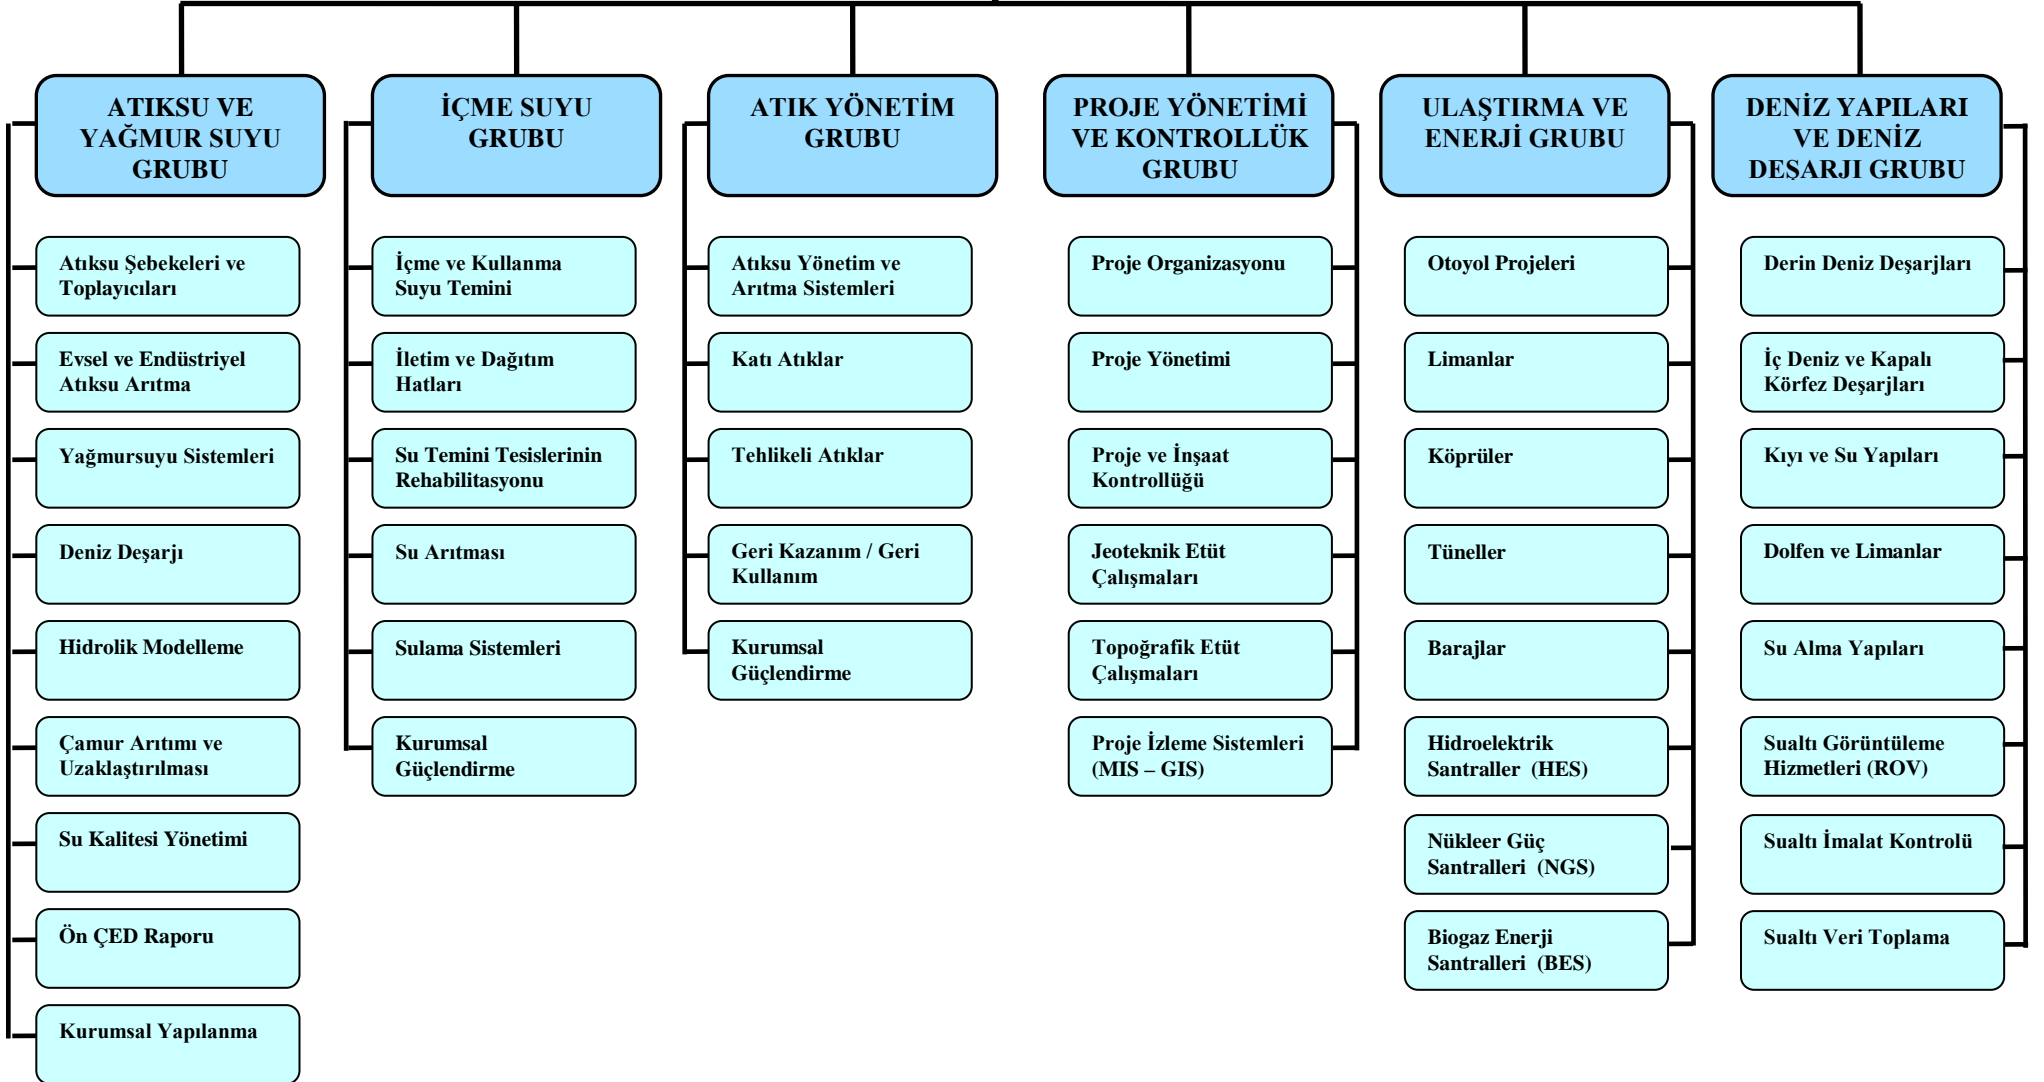 ATIKSU VE
YAĞMUR SUYU
GRUBU
Atıksu Şebekeleri ve
Toplayıcıları
Evsel ve Endüstriyel
Atıksu Arıtma
Yağmursuyu Sistemleri
Deniz Deşarjı
Hidrolik Modelleme
Çamur Arıtımı ve
Uzaklaştırılması
Su Kalitesi Yönetimi
Ön ÇED Raporu
Kurumsal Yapılanma
İÇME SUYU
GRUBU
İçme ve Kullanma
Suyu Temini
İletim ve Dağıtım
Hatları
Su Temini Tesislerinin
Rehabilitasyonu
Su Arıtması
Sulama Sistemleri
Kurumsal
Güçlendirme
ATIK YÖNETİM
GRUBU
Atıksu Yönetim ve
Arıtma Sistemleri
Katı Atıklar
Tehlikeli Atıklar
Geri Kazanım / Geri
Kullanım
Kurumsal
Güçlendirme
PROJE YÖNETİMİ
VE KONTROLLÜK
GRUBU
Proje Organizasyonu
Proje Yönetimi
Proje ve İnşaat
Kontrollüğü
Jeoteknik Etüt
Çalışmaları
Topoğrafik Etüt
Çalışmaları
Proje İzleme Sistemleri
(MIS – GIS)
ULAŞTIRMA VE
ENERJİ GRUBU
Otoyol Projeleri
Limanlar
Köprüler
Tüneller
Barajlar
Hidroelektrik
Santraller (HES)
Nükleer Güç
Santralleri (NGS)
Biogaz Enerji
Santralleri (BES)
DENİZ YAPILARI
VE DENİZ
DEŞARJI GRUBU
Derin Deniz Deşarjları
İç Deniz ve Kapalı
Körfez Deşarjları
Kıyı ve Su Yapıları
Dolfen ve Limanlar
Su Alma Yapıları
Sualtı Görüntüleme
Hizmetleri (ROV)
Sualtı İmalat Kontrolü
Sualtı Veri Toplama